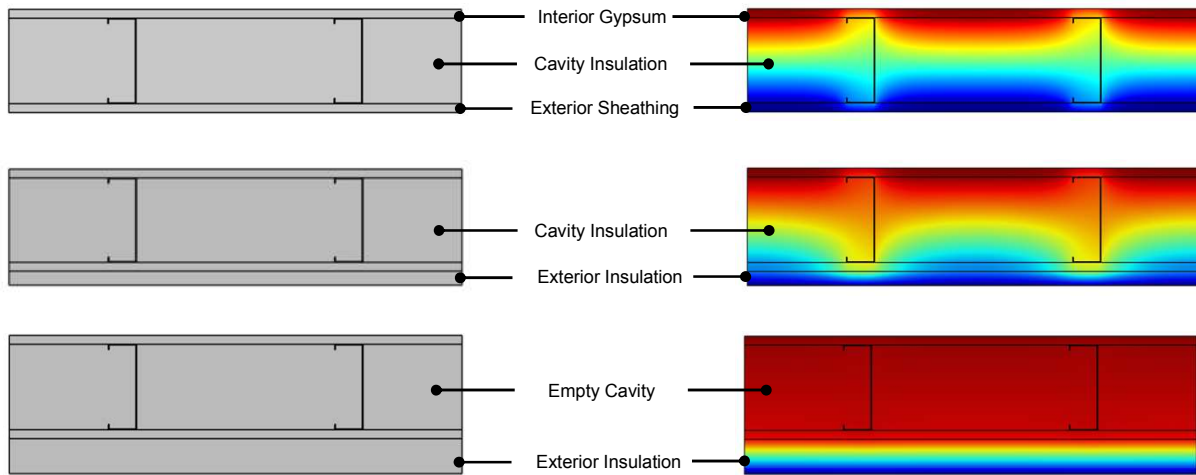 Interior Gypsum
Cavity Insulation
Exterior Sheathing
Cavity Insulation
Exterior Insulation
Empty Cavity
Exterior Insulation